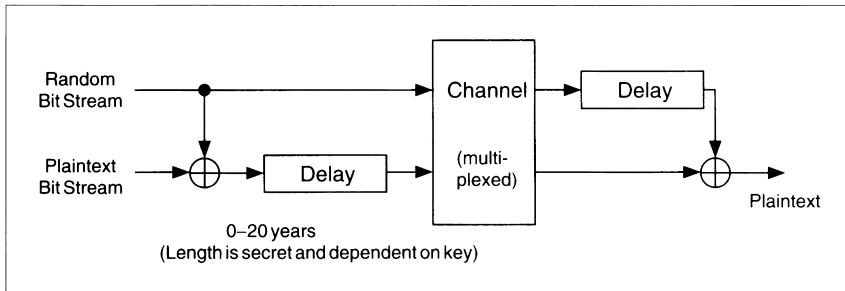 Random
Bit Stream
Plaintext
Bit Stream
Delay
0–20 years
(Length is secret and dependent on key)
Channel
(multi-
plexed)
Delay
Plaintext